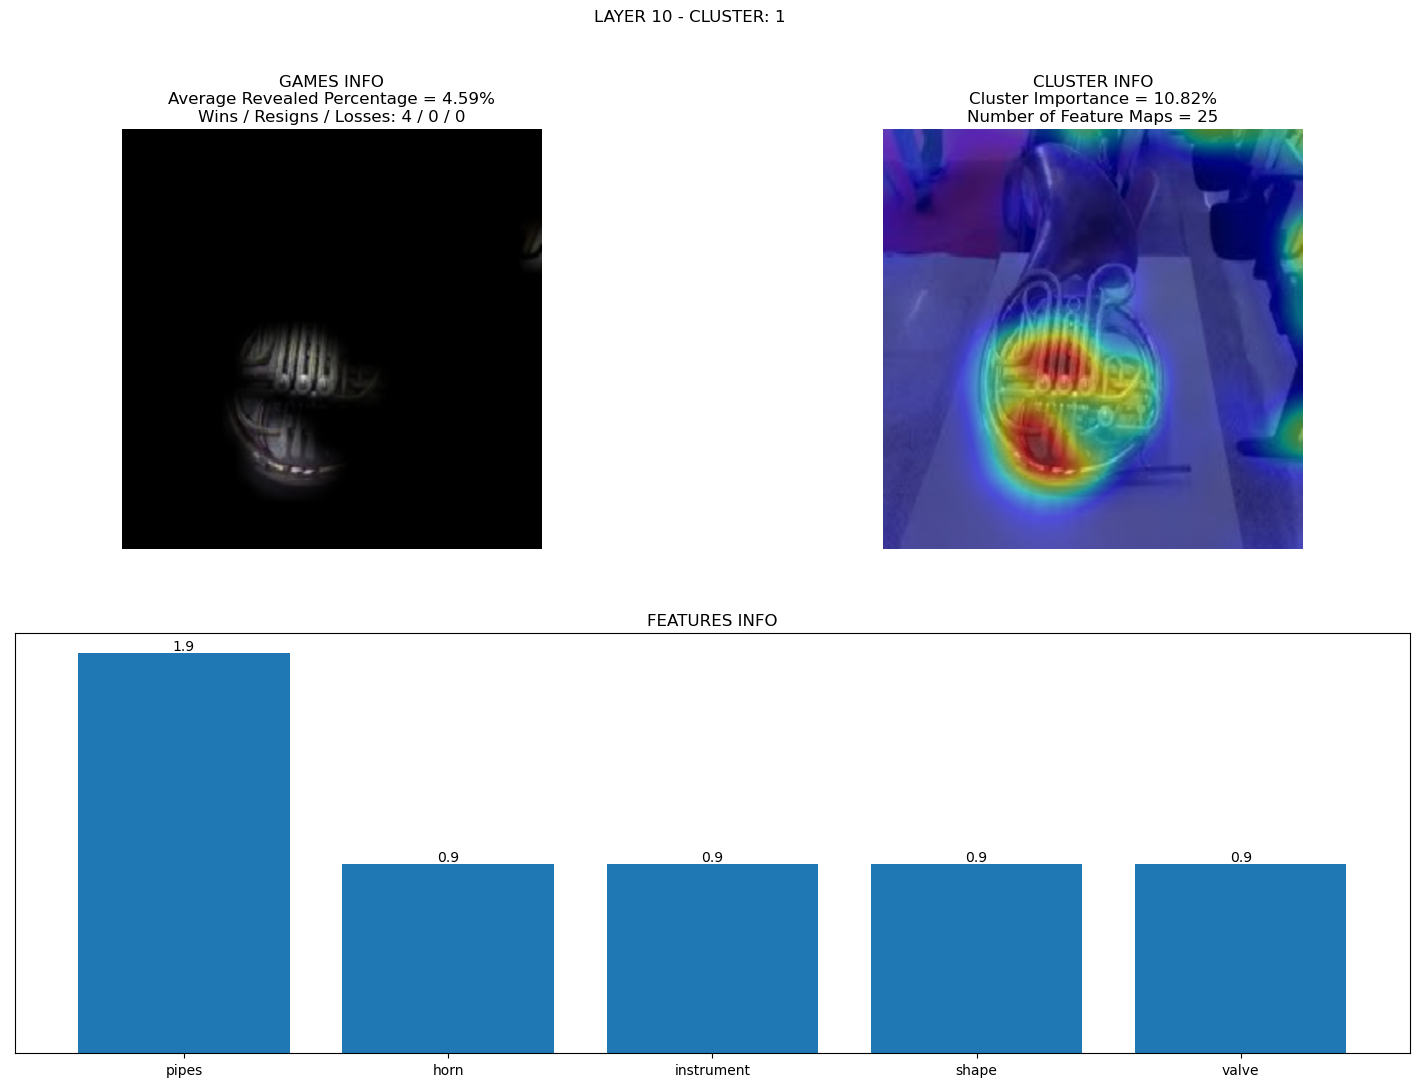 LAYER 10 - CLUSTER: 1
GAMES INFO
Average Revealed Percentage = 4.59%
Wins / Resigns / Losses: 4 / 0 / 0
CLUSTER INFO
Cluster Importance = 10.82%
Number of Feature Maps = 25
FEATURES INFO
1.9
0.9
0.9
0.9
0.9
pipes
horn
instrument
shape
valve